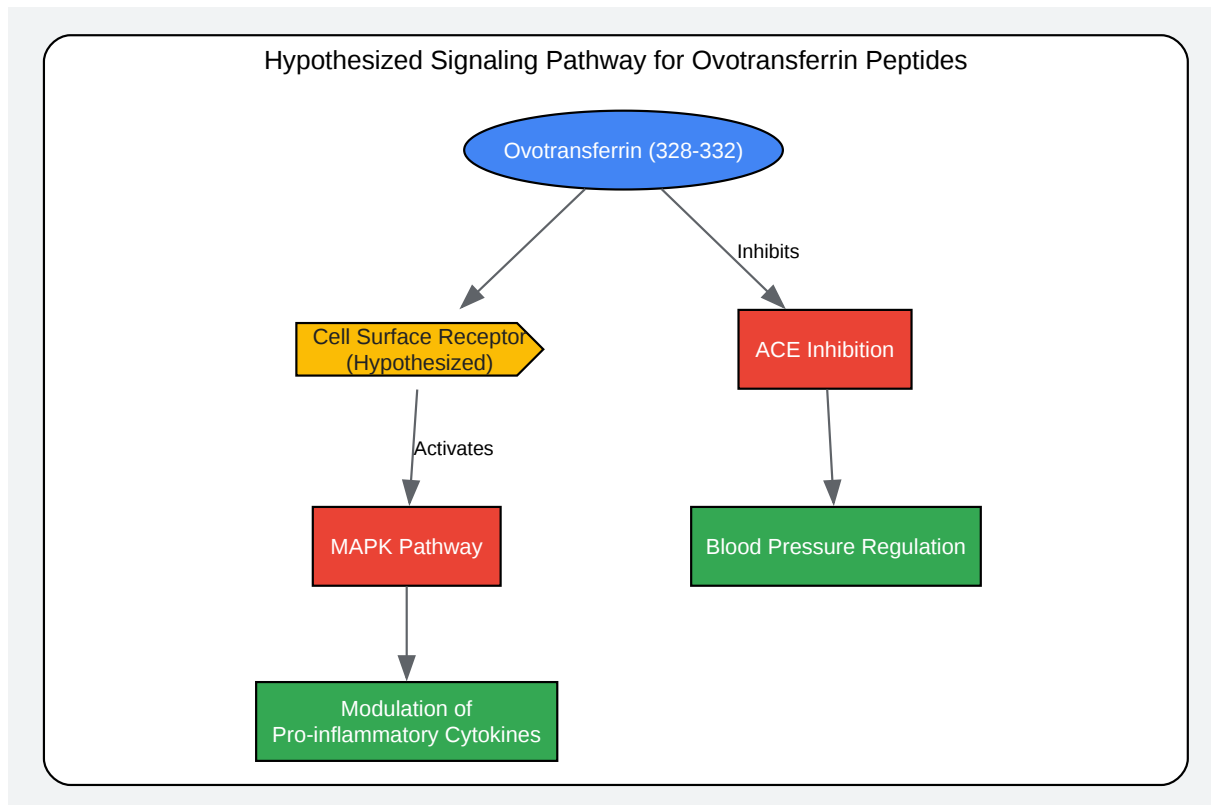 Hypothesized Signaling Pathway for Ovotransferrin Peptides
Ovotransferrin (328-332)
Inhibits
Cell Surface Receptor
(Hypothesized)
ACE Inhibition
Activates
MAPK Pathway
Blood Pressure Regulation
Modulation of
Pro-inflammatory Cytokines